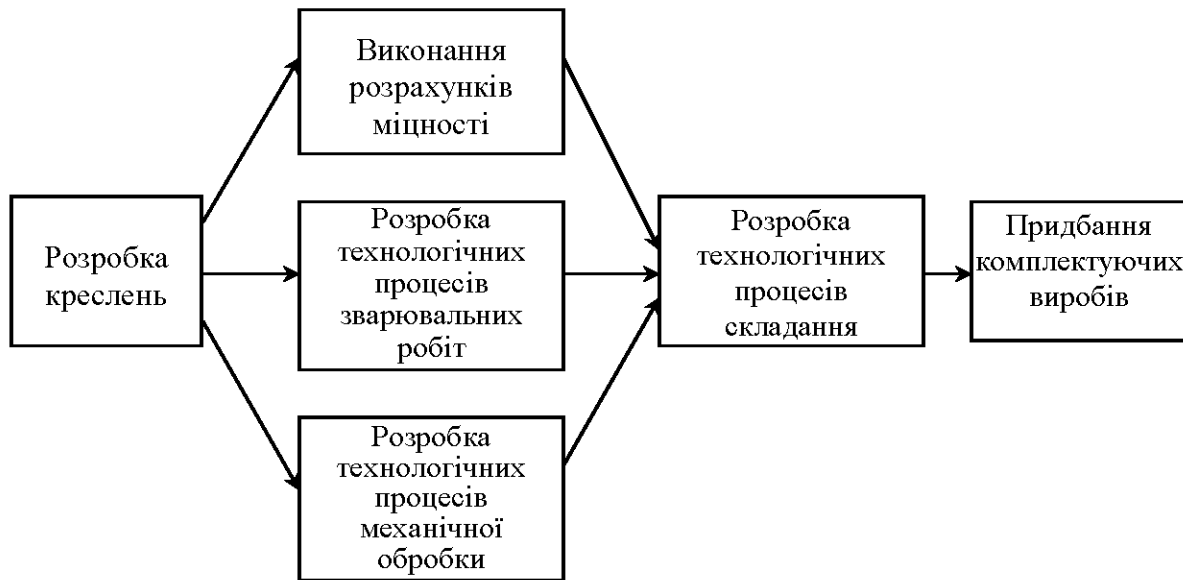 Виконання
розрахунків
міцності
Розробка
креслень
Розробка
технологічних
процесів
зварювальних
робіт
Розробка
технологічних
процесів
механічної
обробки
Розробка
технологічних
процесів
складання
Придбання
комплектуючих
виробів